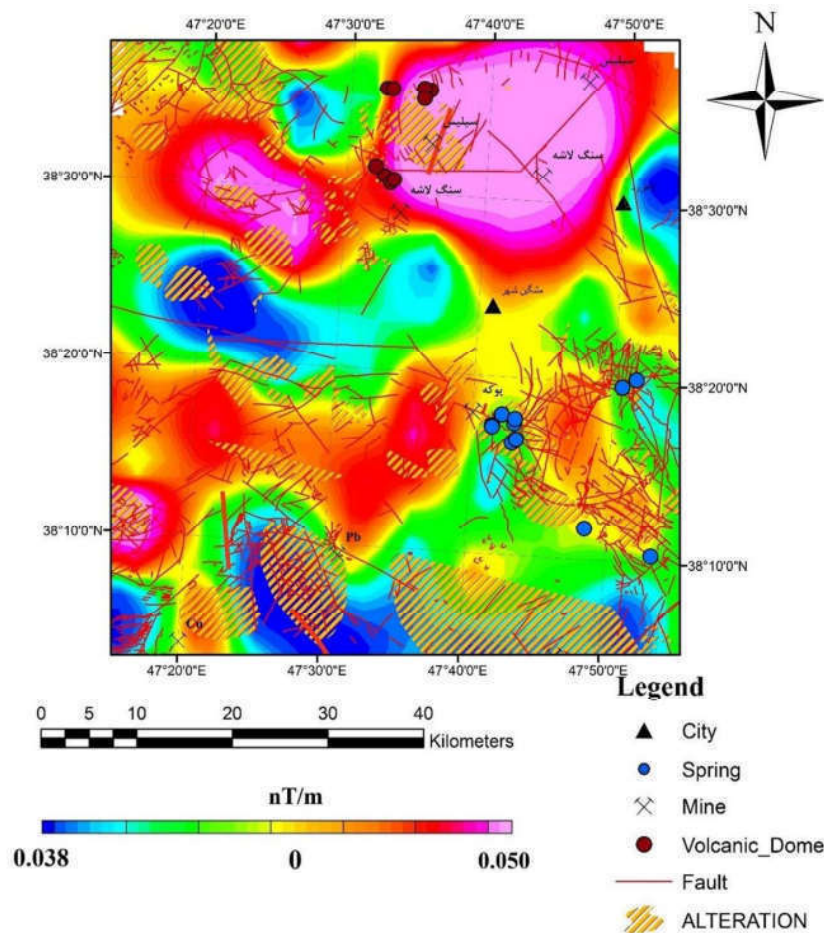 47°20'0"E 47°30'0"E 47°40'0"E 47°50'0"E
N
سیلیس
سیلیس
سنگ لاشه
سنگ لاشه
38°30'0"N
38°30'0"N
مشگین شهر
38°20'0"N
38°20'0"N
پوکه
38°10'0"N
Pb
38°10'0"N
Cu
47°20'0"E 47°30'0"E 47°40'0"E 47°50'0"E
Legend
0 5 10 20 30 40
Kilometers
City
Spring
nT/m
Mine
0.038 0 0.050
Volcanic_Dome
Fault
ALTERATION